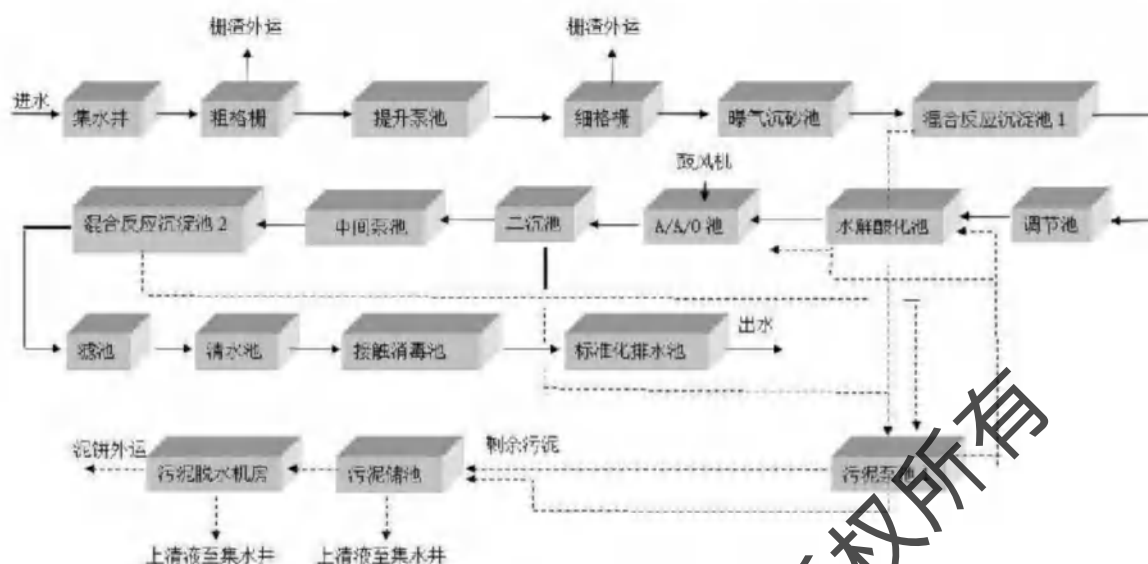 栅渣外运
栅渣外运
进水
集水井
粗格栅
提升泵池
细格栅
曝气沉砂池
混合反应沉淀池 1
鼓风机
混合反应沉淀池 2
中间泵池
二沉池
A/A/O 池
水解酸化池
调节池
滤池
清水池
接触消毒池
标准化排水池
出水
泥饼外运
污泥脱水机房
污泥储池
剩余污泥
污泥泵池
上清液至集水井
上清液至集水井
版权所有